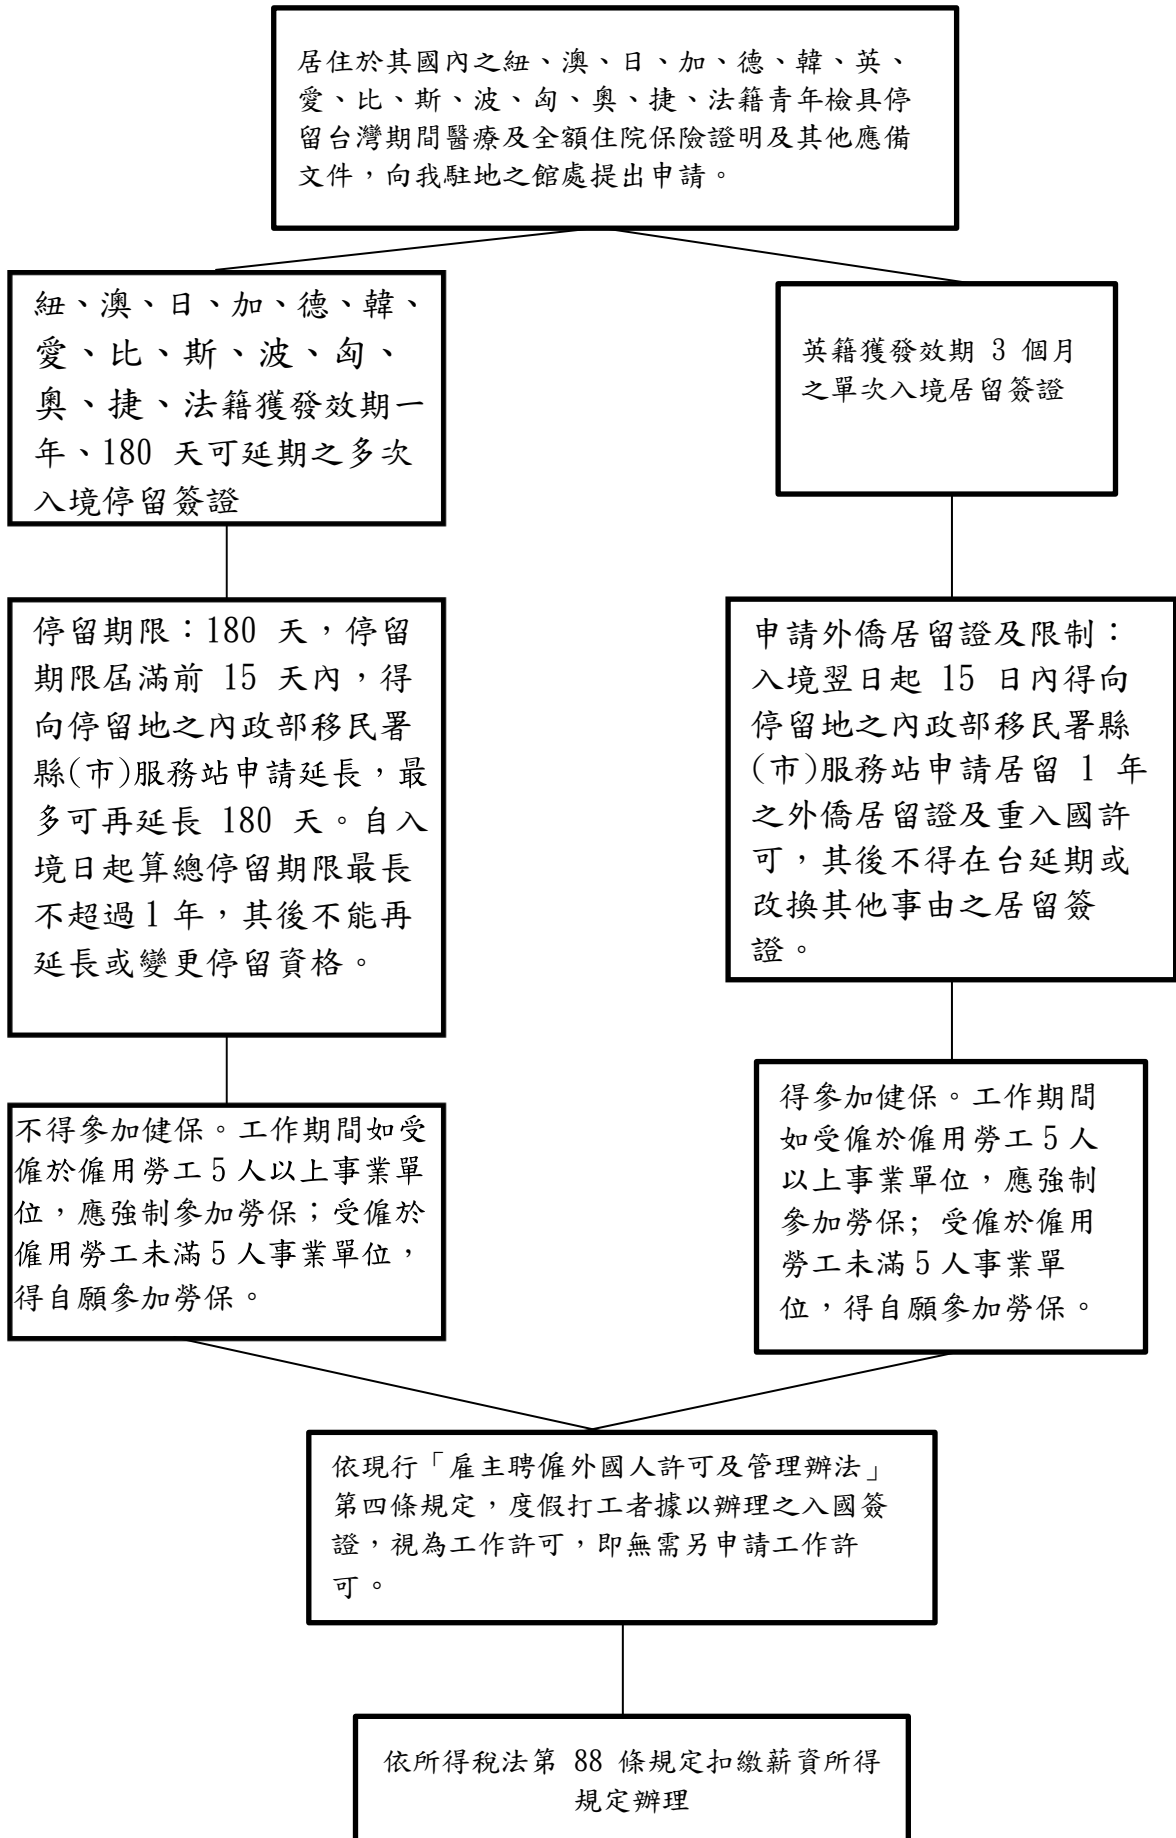 居住於其國內之紐、澳、日、加、德、韓、英、
愛、比、斯、波、匈、奧、捷、法籍青年檢具停
留台灣期間醫療及全額住院保險證明及其他應備
文件，向我駐地之館處提出申請。
紐、澳、日、加、德、韓、
愛、比、斯、波、匈、
奧、捷、法籍獲發效期一
年、180 天可延期之多次
入境停留簽證
英籍獲發效期 3 個月
之單次入境居留簽證
停留期限：180 天，停留
期限屆滿前 15 天內，得
向停留地之內政部移民署
縣(市)服務站申請延長，最
多可再延長 180 天。自入
境日起算總停留期限最長
不超過 1 年，其後不能再
延長或變更停留資格。
申請外僑居留證及限制：
入境翌日起 15 日內得向
停留地之內政部移民署縣
(市)服務站申請居留 1 年
之外僑居留證及重入國許
可，其後不得在台延期或
改換其他事由之居留簽
證。
不得參加健保。工作期間如受
僱於僱用勞工 5 人以上事業單
位，應強制參加勞保；受僱於
僱用勞工未滿 5 人事業單位，
得自願參加勞保。
得參加健保。工作期間
如受僱於僱用勞工 5 人
以上事業單位，應強制
參加勞保; 受僱於僱用
勞工未滿 5 人事業單
位，得自願參加勞保。
依現行「雇主聘僱外國人許可及管理辦法」
第四條規定，度假打工者據以辦理之入國簽
證，視為工作許可，即無需另申請工作許
可。
依所得稅法第 88 條規定扣繳薪資所得
規定辦理